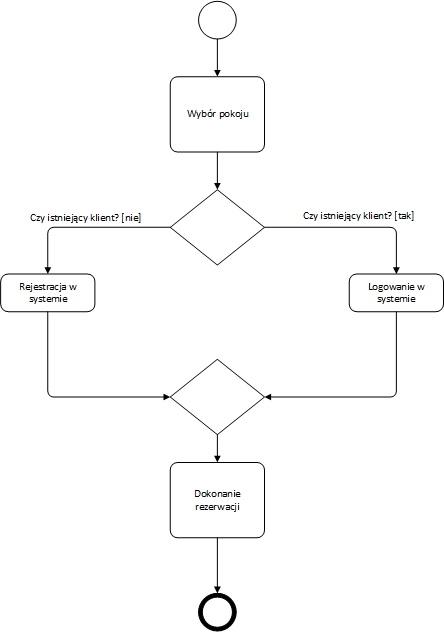 Wybór pokoju
Czy istniejący klient? [nie]
Czy istniejący klient? [tak]
Rejestracja w
systemie
Logowanie w
systemie
Dokonanie
rezerwacji